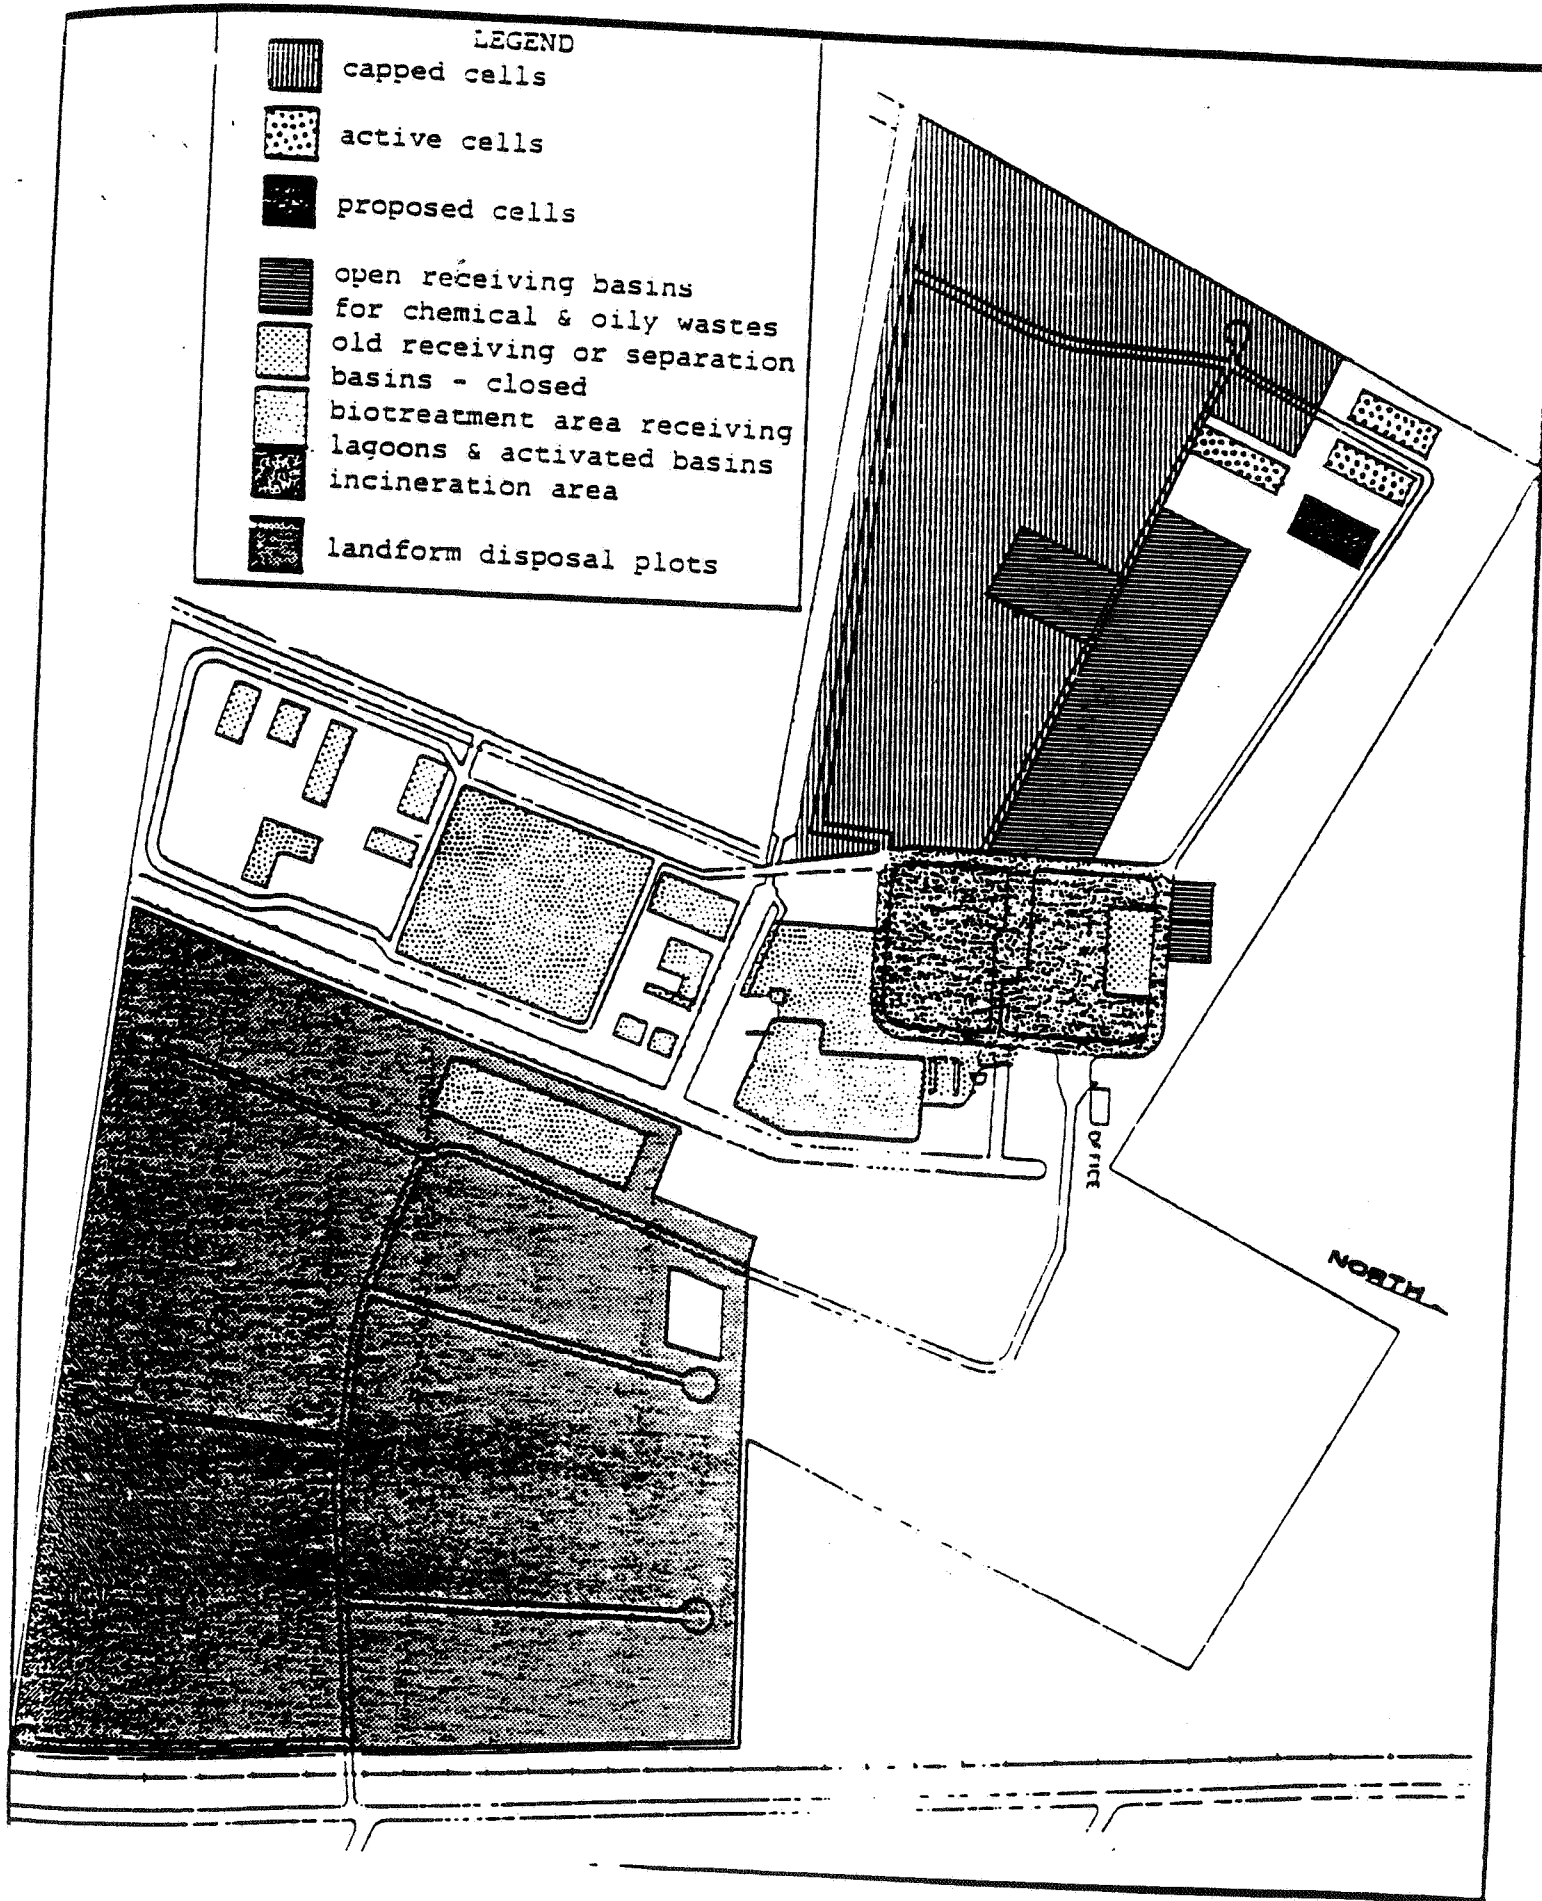 LEGEND
capped cells
active cells
proposed cells
open receiving basins
for chemical & oily wastes
old receiving or separation
basins - closed
biotreatment area receiving
lagoons & activated basins
incineration area
landform disposal plots
OFFICE
NORTH